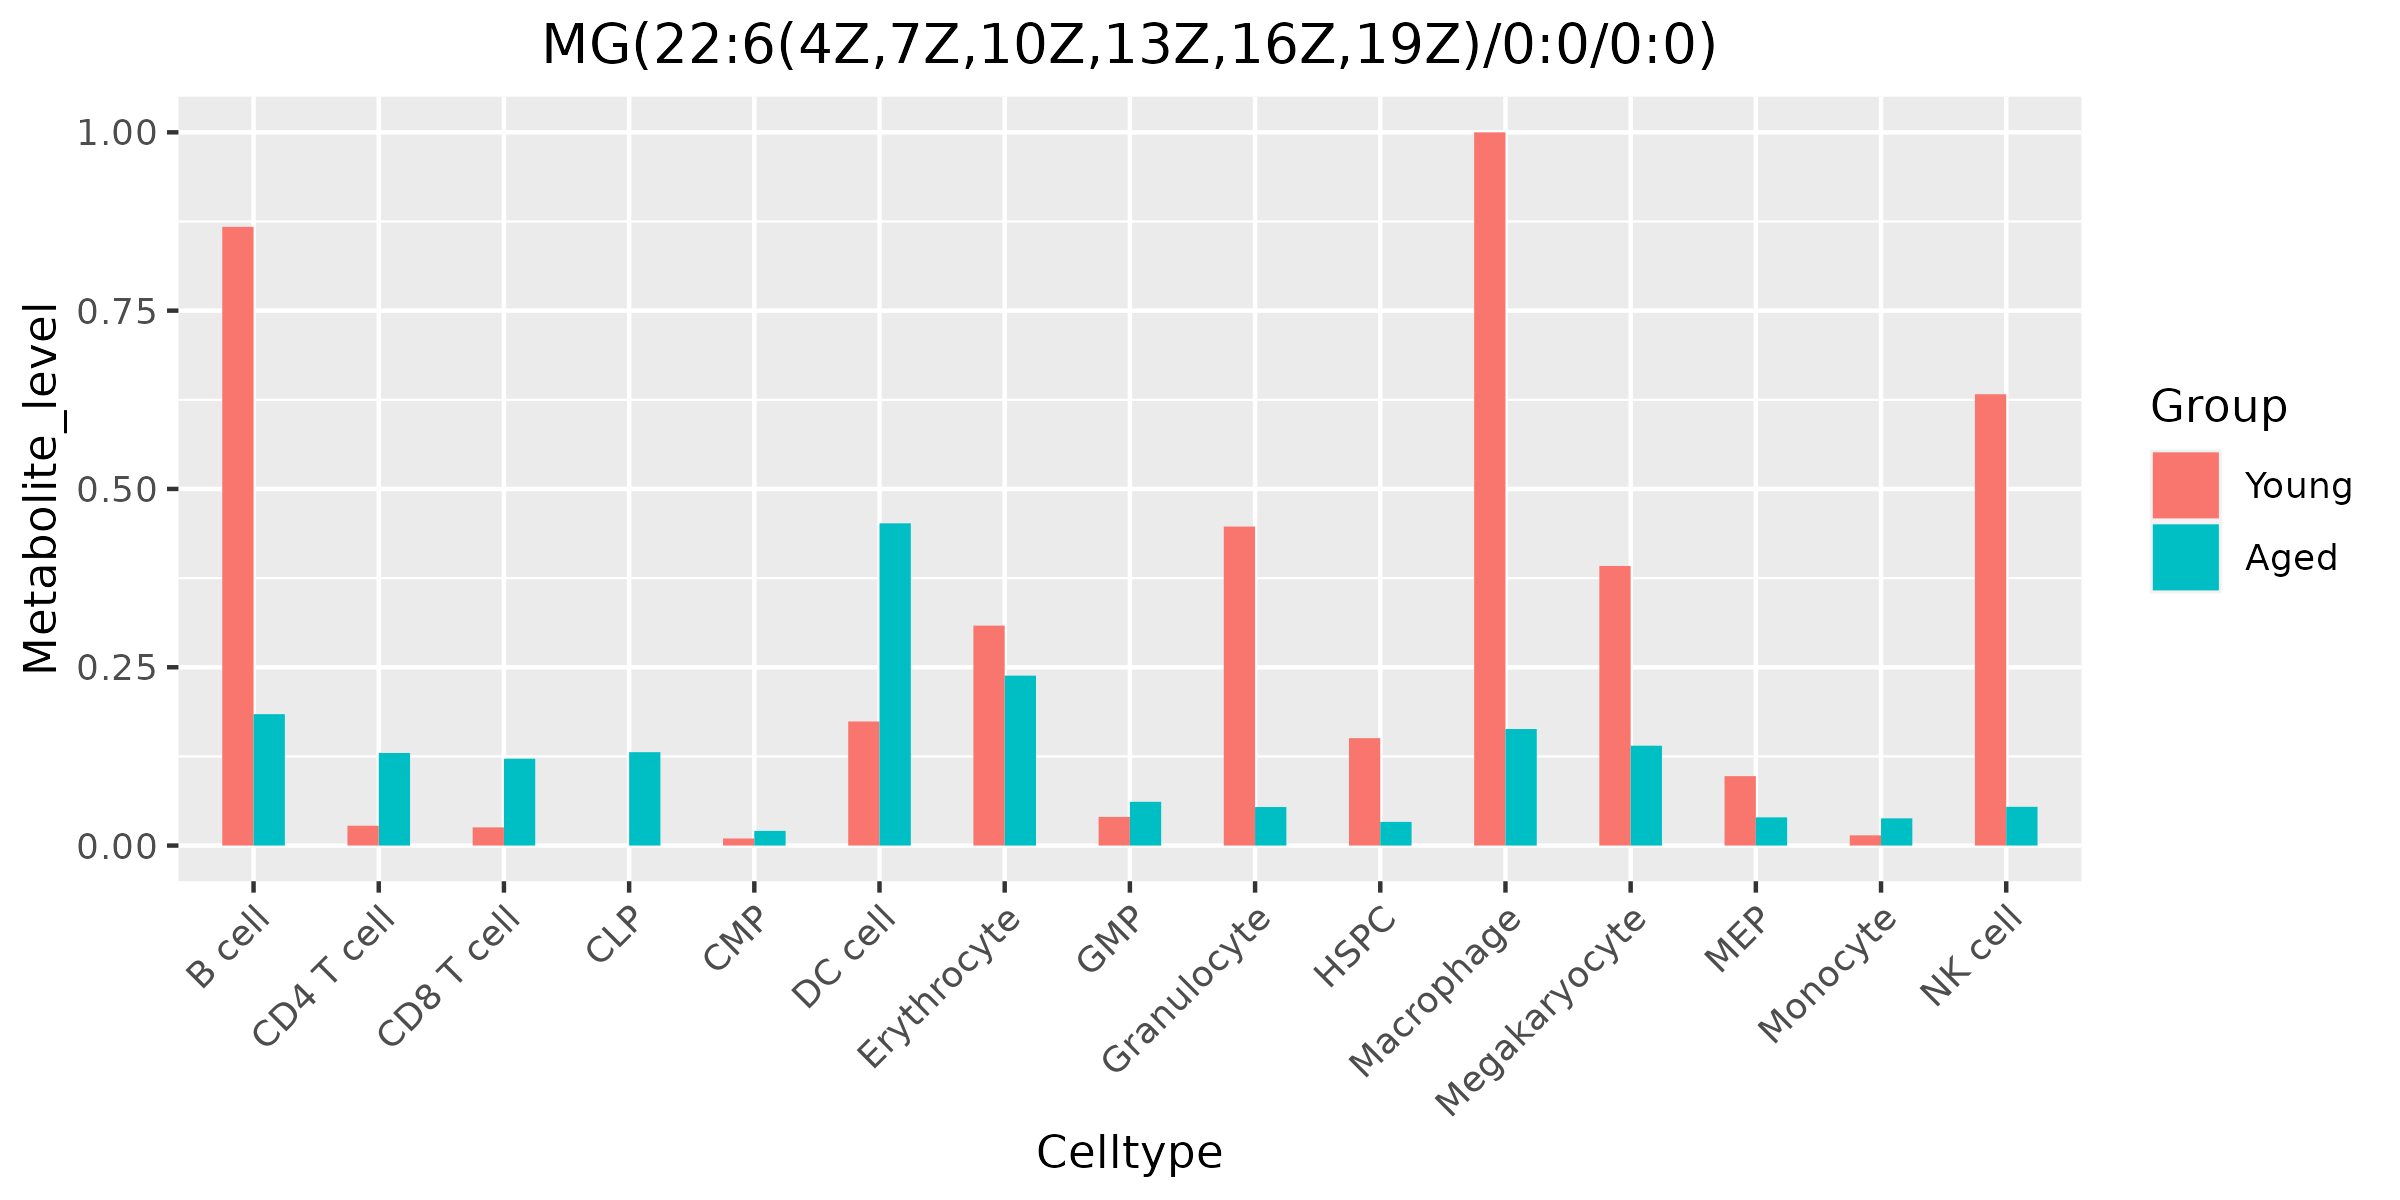 MG(22:6(4Z,7Z,10Z,13Z,16Z,19Z)/0:0/0:0)
Metabolite_level
1.00
0.75
0.50
0.25
0.00
B cell
CD4 T cell
CD8 T cell
CLP
CMP
DC cell
Erythrocyte
GMP
Granulocyte
HSPC
Macrophage
Megakaryocyte
MEP
Monocyte
NK cell
Celltype
Group
Young
Aged